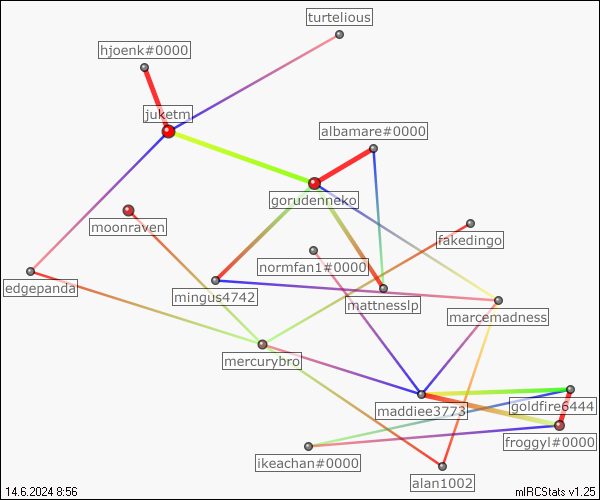 turtelious
hjoenk#0000
juketm
albamare#0000
gorudenneko
moonraven
fakedingo
normfan1#0000
edgepanda
mingus4742
mattnesslp
marcemadness
mercurybro
maddiee3773
goldfire6444
froggyl#0000
ikeachan#0000
alan1002
14.6.2024 8:56
mIRCStats v1.25